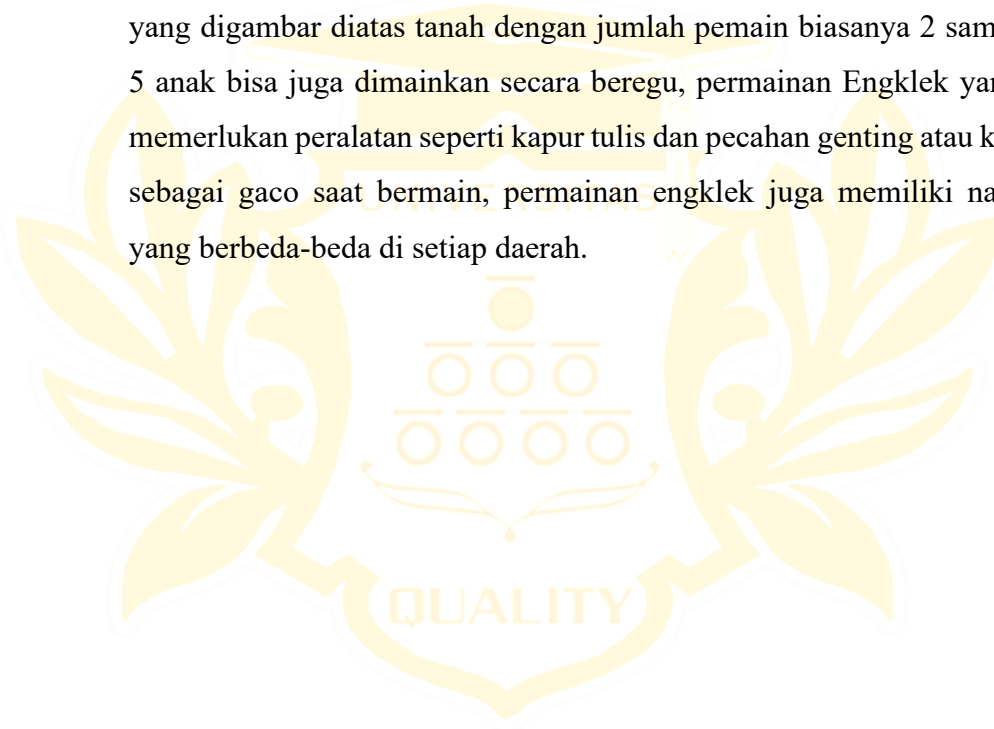 yang digambar diatas tanah dengan jumlah pemain biasanya 2 sam
5 anak bisa juga dimainkan secara beregu, permainan Engklek yan
memerlukan peralatan seperti kapur tulis dan pecahan genting atau k
sebagai gaco saat bermain, permainan engklek juga memiliki na
yang berbeda-beda di setiap daerah.
UNIVERSITAS
QUALITY